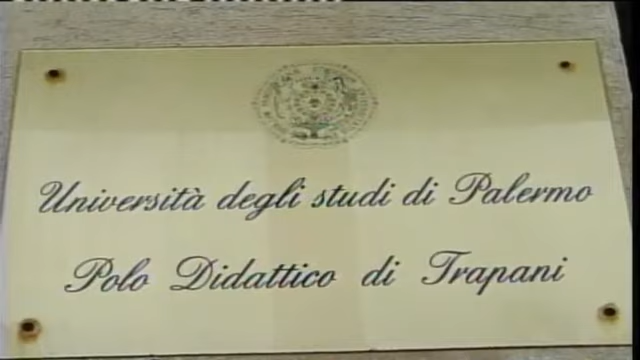 Università degli studi di Palermo
Polo Didattico di Trapani